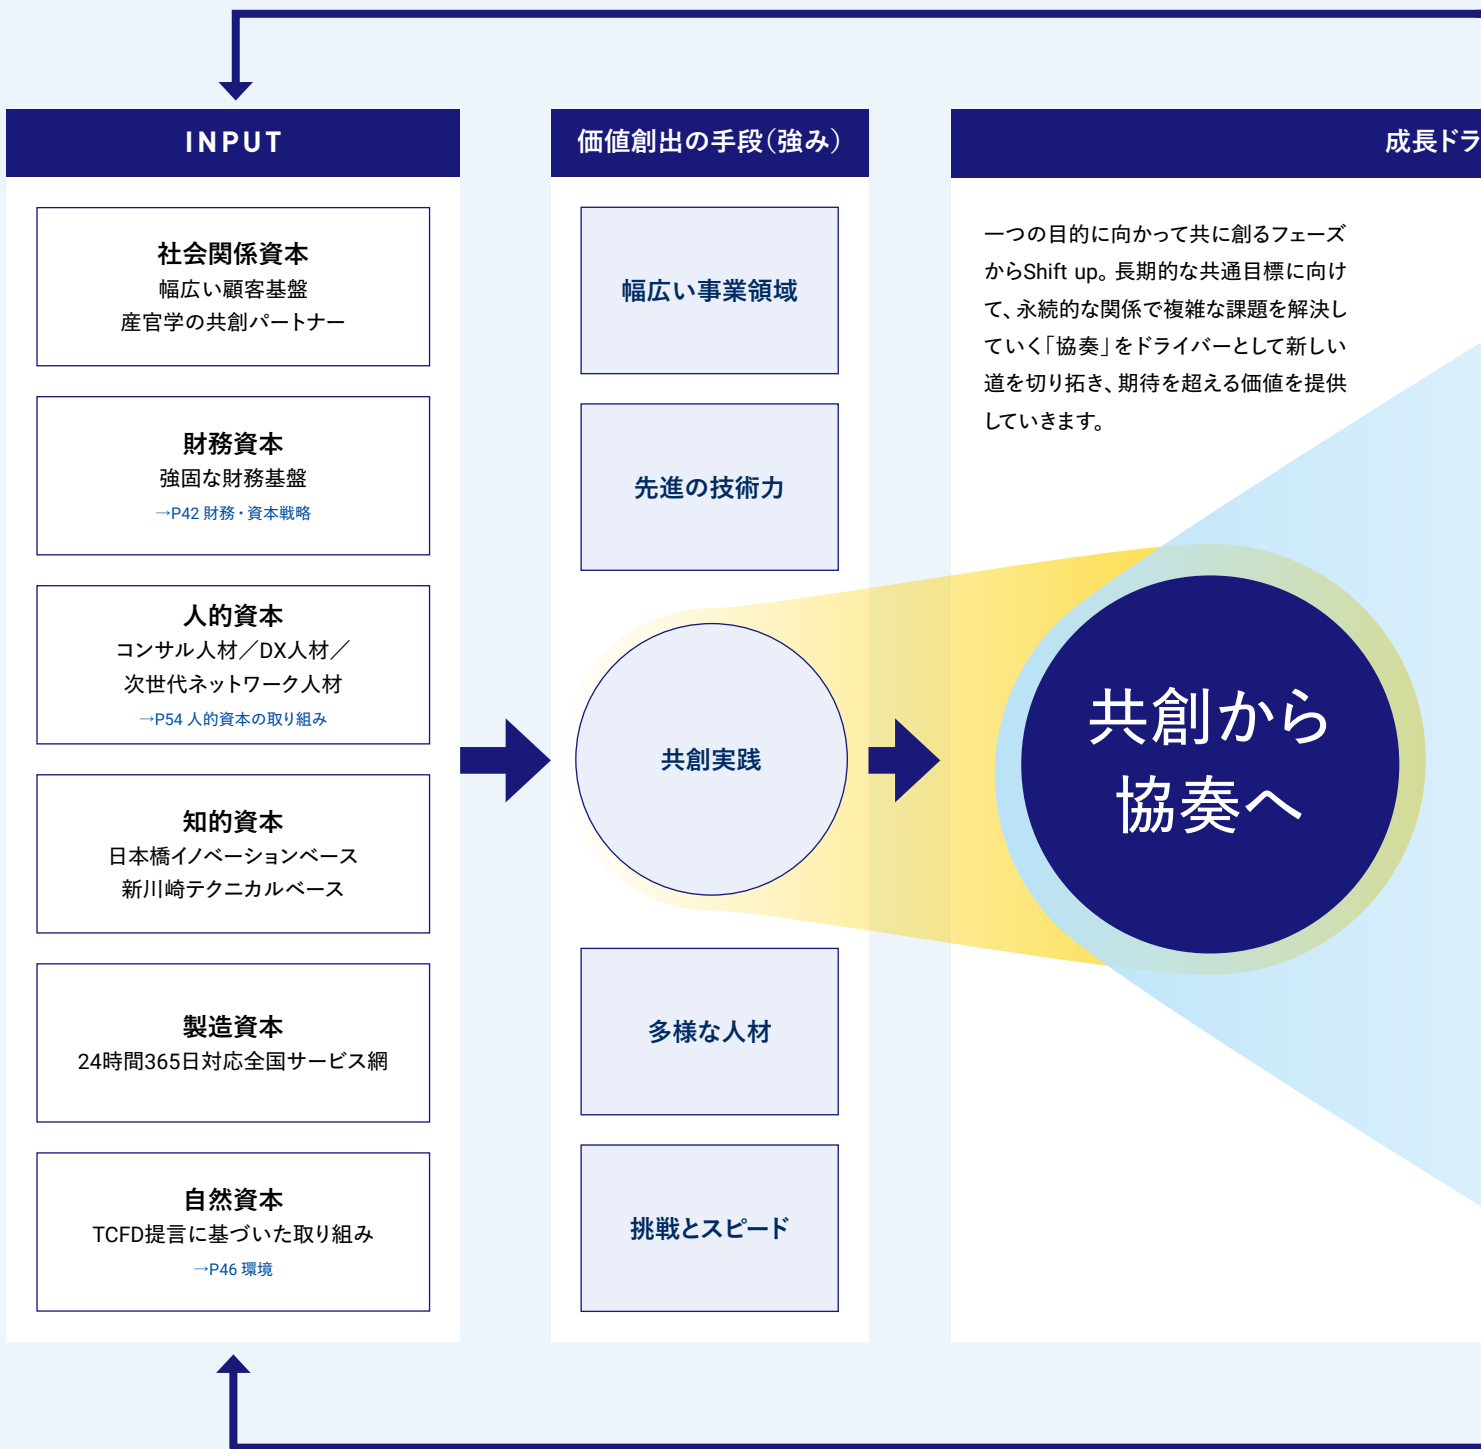 INPUT
社会関係資本
幅広い顧客基盤
産官学の共創パートナー
財務資本
強固な財務基盤
→P42 財務・資本戦略
人的資本
コンサル人材／DX人材／
次世代ネットワーク人材
→P54 人的資本の取り組み
知的資本
日本橋イノベーションベース
新川崎テクニカルベース
製造資本
24時間365日対応全国サービス網
自然資本
TCFD提言に基づいた取り組み
→P46 環境
価値創出の手段（強み）
幅広い事業領域
先進の技術力
共創実践
多様な人材
挑戦とスピード
成長ドラ
一つの目的に向かって共に創るフェーズ
からShift up。長期的な共通目標に向け
て、永続的な関係で複雑な課題を解決し
ていく「協奏」をドライバーとして新しい
道を切り拓き、期待を超える価値を提供
していきます。
共創から
協奏へ